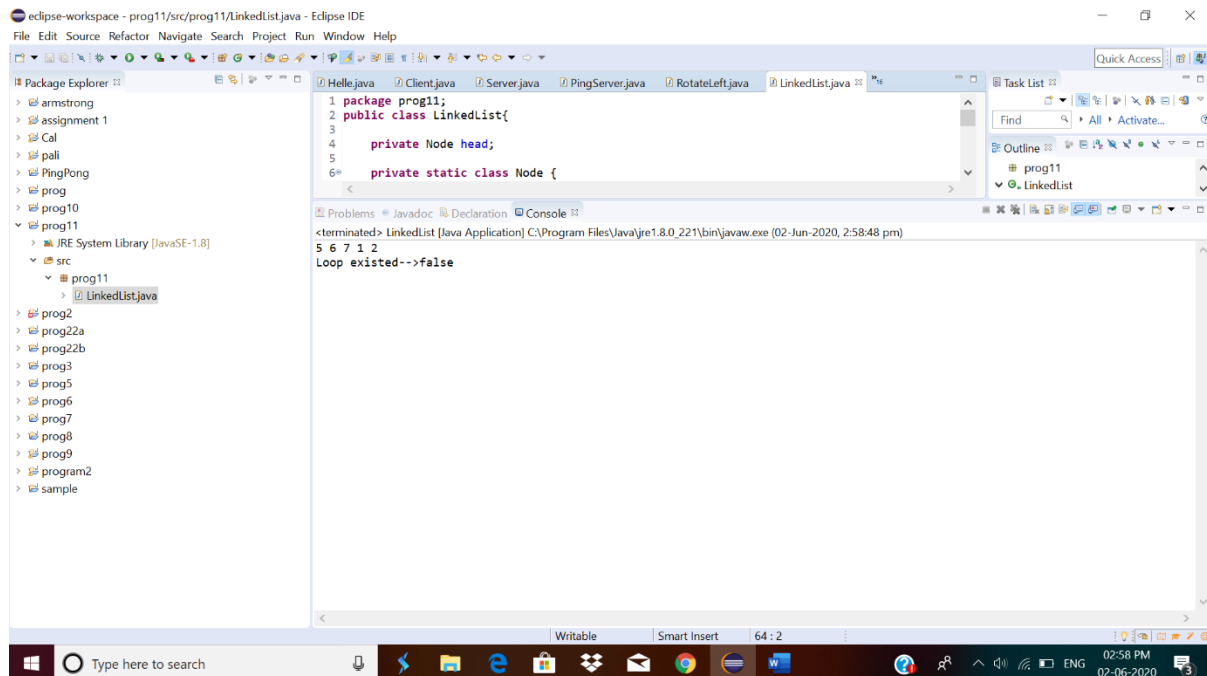 eclipse-workspace - prog11/src/prog11/LinkedList.java - Eclipse IDE
File Edit Source Refactor Navigate Search Project Run Window Help
Quick Access
Package Explorer
armstrong
assignment 1
Cal
pali
PingPong
prog
prog10
prog11
JRE System Library [JavaSE-1.8]
src
prog11
LinkedList.java
prog2
prog22a
prog22b
prog3
prog5
prog6
prog7
prog8
prog9
program2
sample
Helle.java Client.java Server.java PingServer.java RotateLeft.java LinkedList.java
1 package prog11;
2 public class LinkedList{
3
4 private Node head;
5
6 private static class Node {
Task List
Find All Activate...
Outline
prog11
LinkedList
Problems Javadoc Declaration Console
<terminated> LinkedList [Java Application] C:\Program Files\Java\jre1.8.0_221\bin\javaw.exe (02-Jun-2020, 2:58:48 pm)
5 6 7 1 2
Loop existed-->false
Writable Smart Insert 64 : 2
Type here to search
ENG
02:58 PM
02-06-2020
3